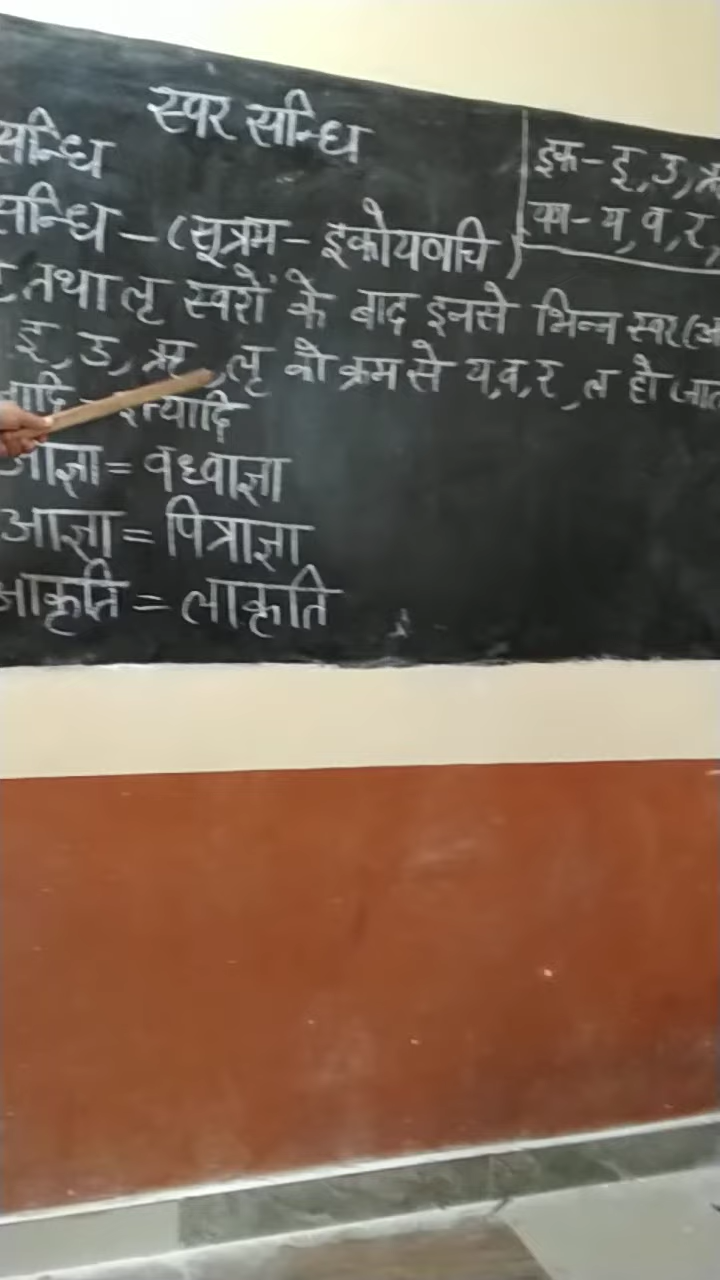 स्वर सन्धि
इक - इ, उ, ऋ
यण - य, व, र,
सन्धि
सन्धि - (सूत्रम - इकोयणचि)
तथा लृ स्वरों के बाद इनसे भिन्न स्वर (अ
इ, उ, ऋ, लृ को क्रम से य, व, र, ल हो जात
इत्यादि
आज्ञा = वध्वाज्ञा
आज्ञा = पित्राज्ञा
आकृति = लाकृति